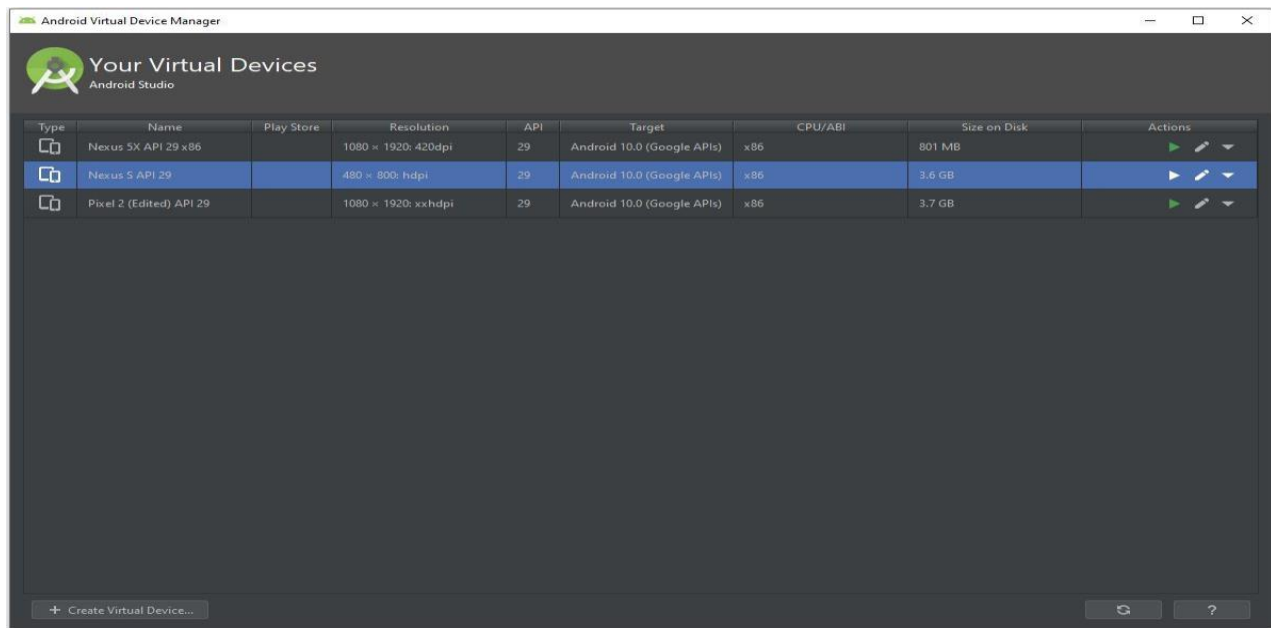 Android Virtual Device Manager
Your Virtual Devices
Android Studio
Type Name Play Store Resolution API Target CPU/ABI Size on Disk Actions
Nexus 5X API 29 x86 1080 × 1920: 420dpi 29 Android 10.0 (Google APIs) x86 801 MB
Nexus S API 29 480 × 800: hdpi 29 Android 10.0 (Google APIs) x86 3.6 GB
Pixel 2 (Edited) API 29 1080 × 1920: xxhdpi 29 Android 10.0 (Google APIs) x86 3.7 GB
+ Create Virtual Device... ?